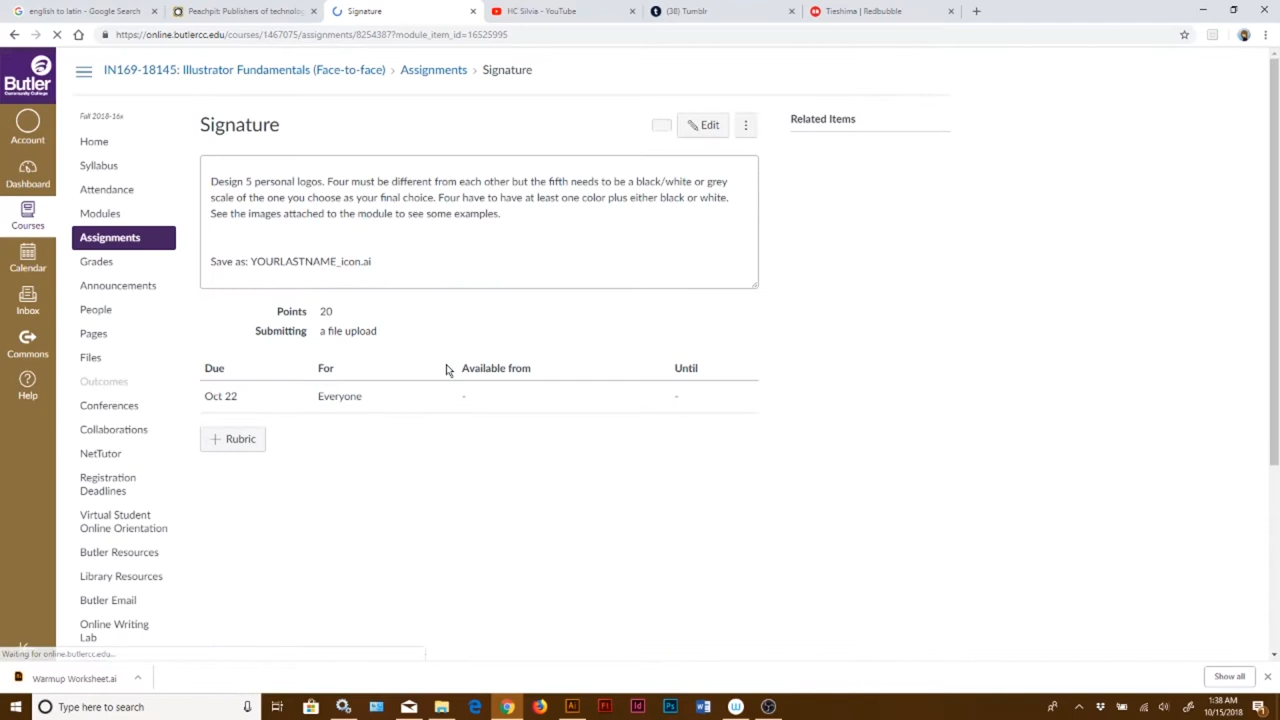 english to latin - Google Search
Peachpit: Publishers of technolog
Signature
HC Silvia - YouTube
(38) Tumblr
Tieshima | Redbubble
https://online.butlercc.edu/courses/1467075/assignments/8254387?module_item_id=16525995
Butler
Community College
Account
Dashboard
Courses
Calendar
Inbox
Commons
Help
IN169-18145: Illustrator Fundamentals (Face-to-face) › Assignments › Signature
Fall 2018-16x
Home
Syllabus
Attendance
Modules
Assignments
Grades
Announcements
People
Pages
Files
Outcomes
Conferences
Collaborations
NetTutor
Registration
Deadlines
Virtual Student
Online Orientation
Butler Resources
Library Resources
Butler Email
Online Writing
Lab
Signature
Edit
Related Items
Design 5 personal logos. Four must be different from each other but the fifth needs to be a black/white or grey
scale of the one you choose as your final choice. Four have to have at least one color plus either black or white.
See the images attached to the module to see some examples.
Save as: YOURLASTNAME_icon.ai
Points 20
Submitting a file upload
Due For Available from Until
Oct 22 Everyone - -
+ Rubric
Waiting for online.butlercc.edu...
Warmup Worksheet.ai
Show all
Type here to search
1:38 AM
10/15/2018